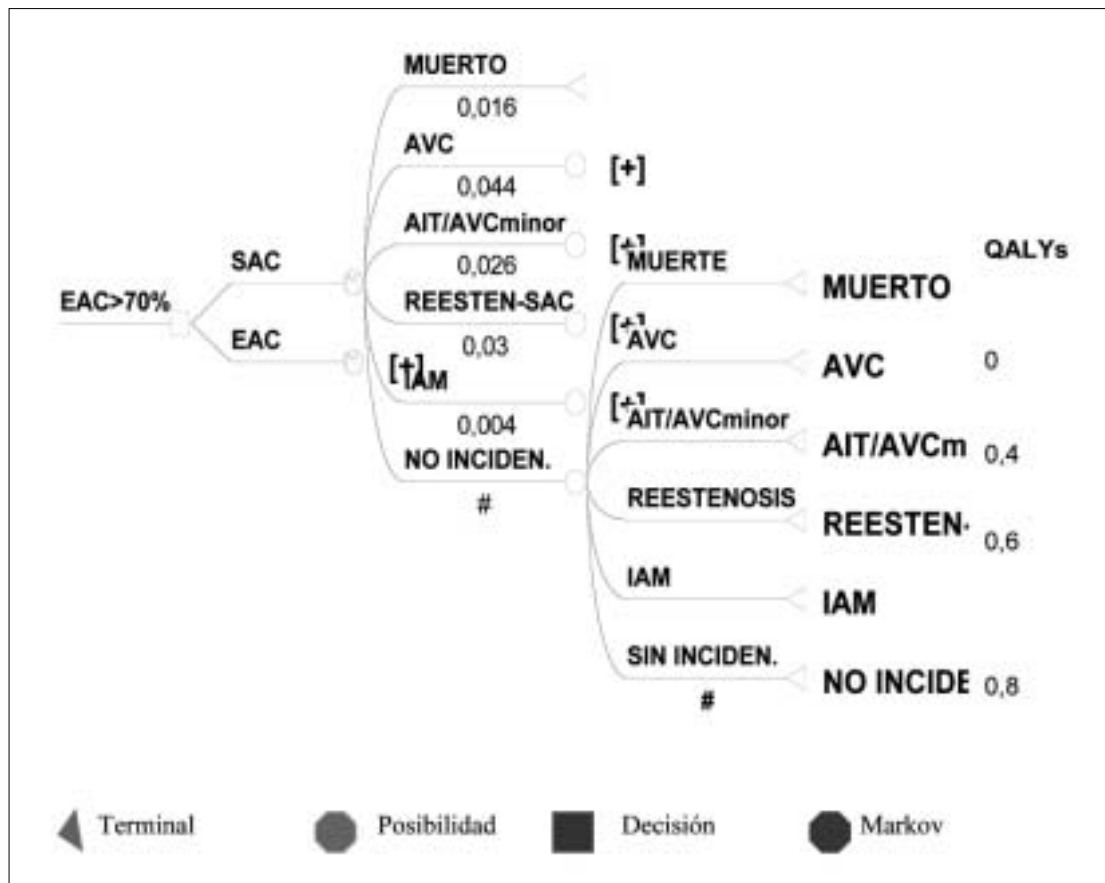 MUERTO
0,016
AVC
[+]
0,044
AIT/AVCminor
[+]
0,026
MUERTE
QALYs
SAC
EAC>70%
REESTEN-SAC
MUERTO
EAC
0,03
[+]
AVC
AVC
0
[+]
IAM
0,004
[+]
AIT/AVCminor
AIT/AVCm
0,4
NO INCIDEN.
#
REESTENOSIS
REESTEN-
0,6
IAM
IAM
SIN INCIDEN.
#
NO INCIDE
0,8
Terminal
Posibilidad
Decisión
Markov